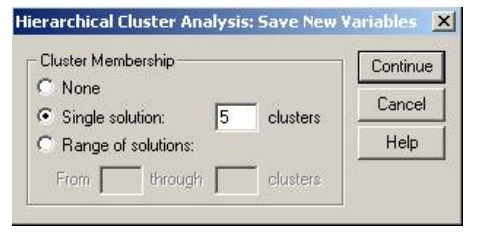 Hierarchical Cluster Analysis: Save New Variables
Cluster Membership
None
Single solution: 5 clusters
Range of solutions:
From through clusters
Continue
Cancel
Help